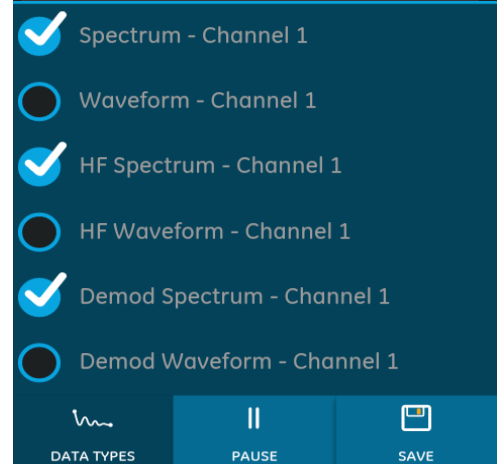 Spectrum - Channel 1
Waveform - Channel 1
HF Spectrum - Channel 1
HF Waveform - Channel 1
Demod Spectrum - Channel 1
Demod Waveform - Channel 1
DATA TYPES PAUSE SAVE